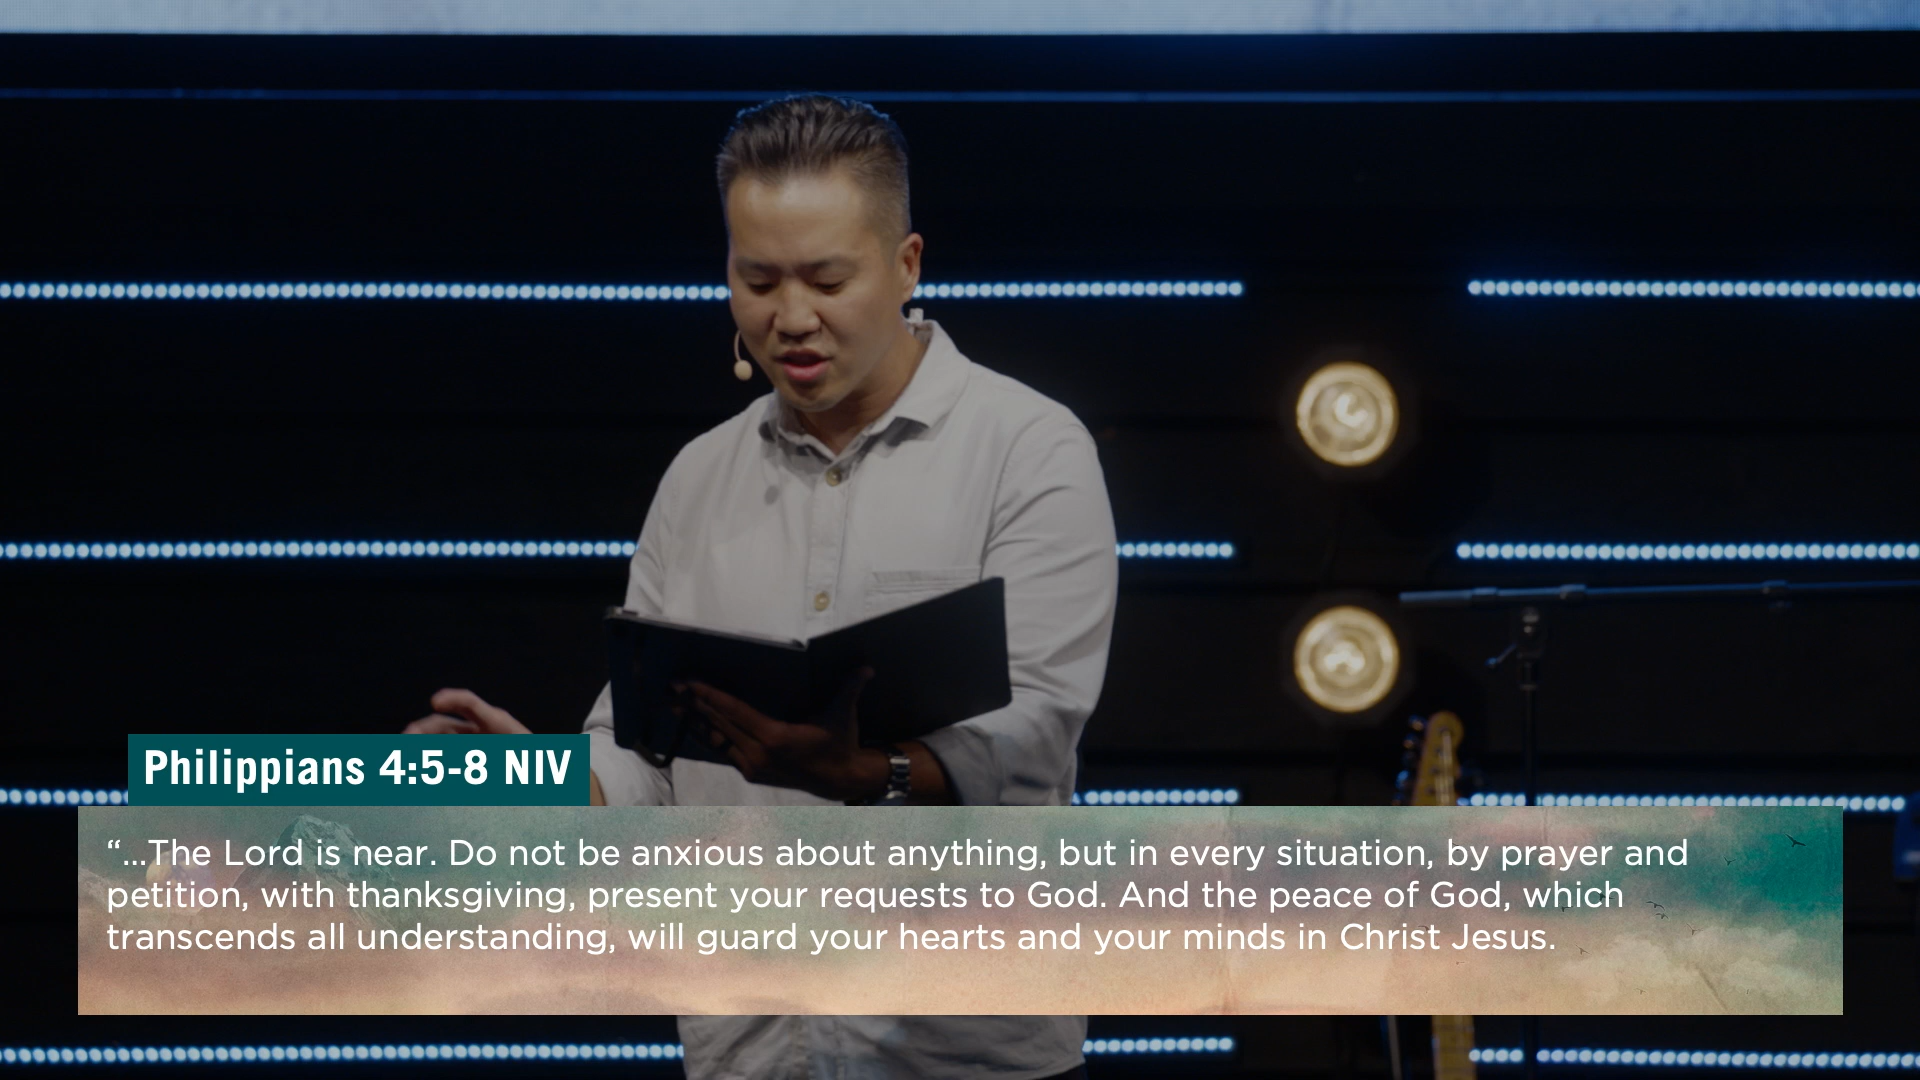 Philippians 4:5-8 NIV
“...The Lord is near. Do not be anxious about anything, but in every situation, by prayer and
petition, with thanksgiving, present your requests to God. And the peace of God, which
transcends all understanding, will guard your hearts and your minds in Christ Jesus.